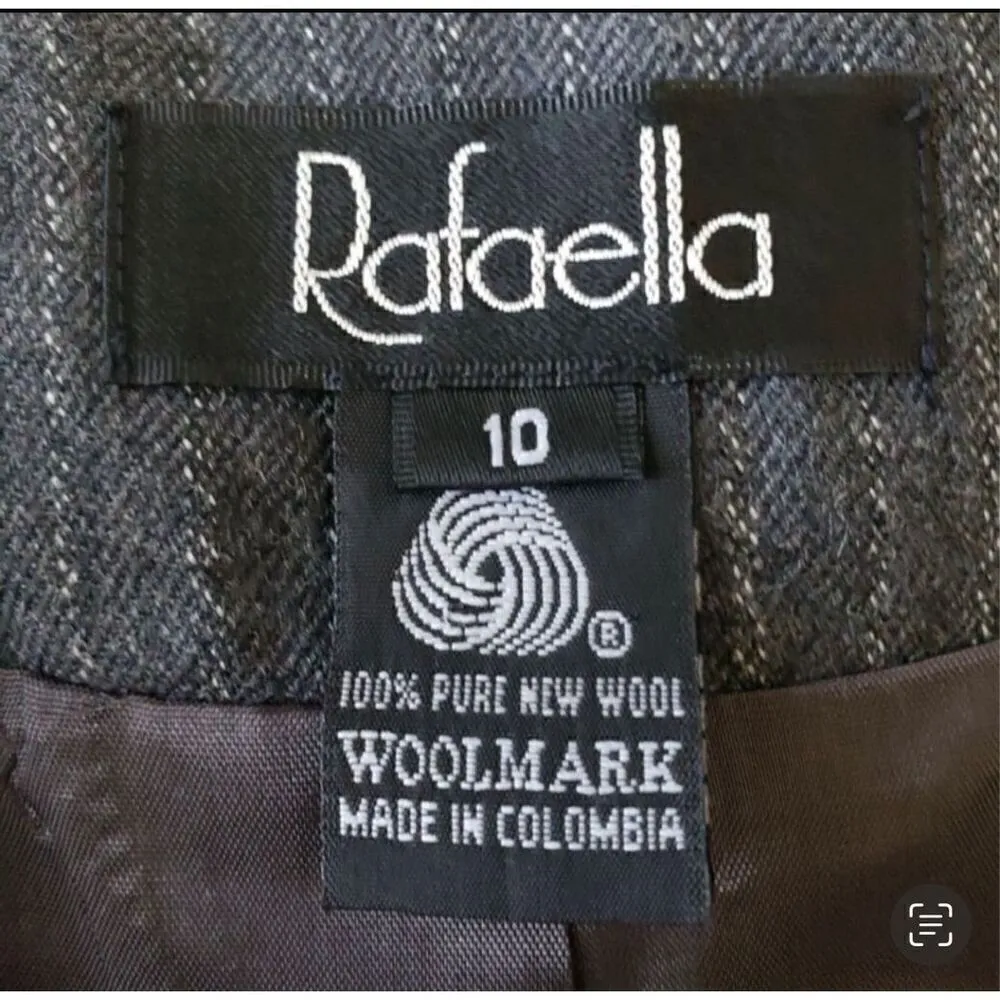 Rafaella
10
®
100% PURE NEW WOOL
WOOLMARK
MADE IN COLOMBIA